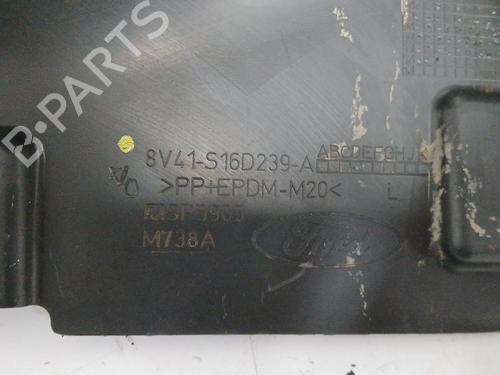 B-PARTS
8V41-S16D239-A
ABCDEFGHJ
>PP+EPDM-M20<
L
M738A
Ford